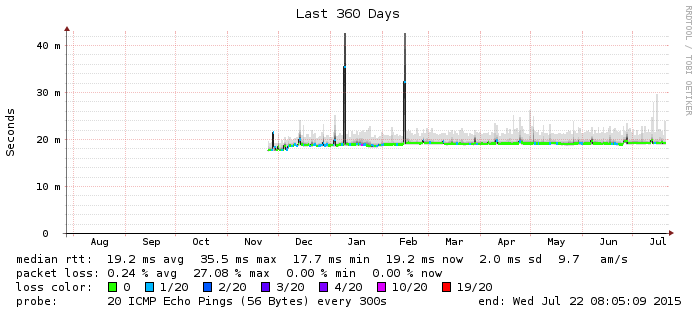 Last 360 Days
RRDTOOL / TOBI OETIKER
Seconds
40 m
30 m
20 m
10 m
0
Aug Sep Oct Nov Dec Jan Feb Mar Apr May Jun Jul
median rtt: 19.2 ms avg 35.5 ms max 17.7 ms min 19.2 ms now 2.0 ms sd 9.7 am/s
packet loss: 0.24 % avg 27.08 % max 0.00 % min 0.00 % now
loss color: 0 1/20 2/20 3/20 4/20 10/20 19/20
probe: 20 ICMP Echo Pings (56 Bytes) every 300s end: Wed Jul 22 08:05:09 2015